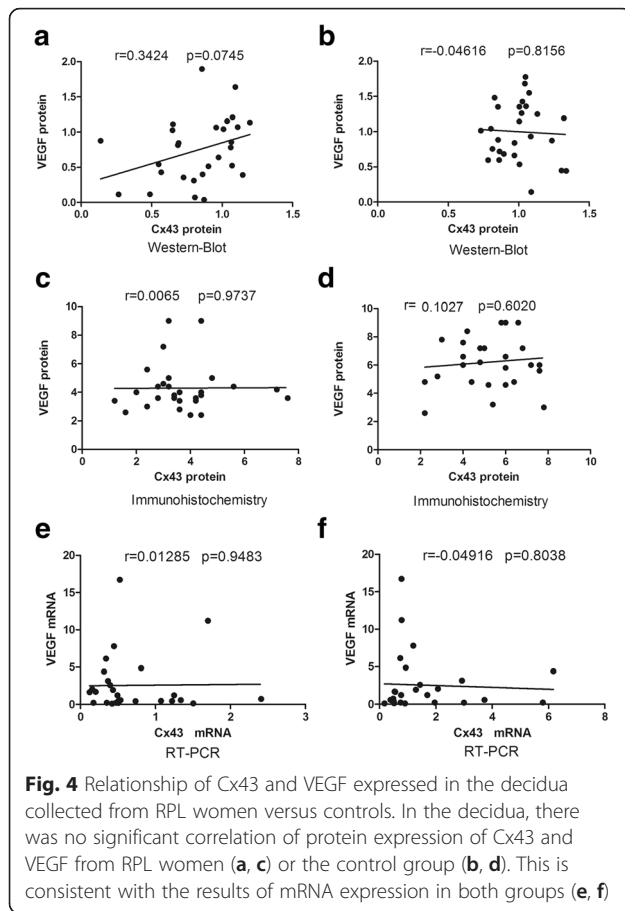 a
r=0.3424 p=0.0745
VEGF protein
2.0
1.5
1.0
0.5
0.0
0.0 0.5 1.0 1.5
Cx43 protein
Western-Blot
b
r=-0.04616 p=0.8156
VEGF protein
2.0
1.5
1.0
0.5
0.0
0.0 0.5 1.0 1.5
Cx43 protein
Western-Blot
c
r=0.0065 p=0.9737
VEGF protein
10
8
6
4
2
0
0 2 4 6 8
Cx43 protein
Immunohistochemistry
d
r= 0.1027 p=0.6020
VEGF protein
10
8
6
4
2
0
0 2 4 6 8 10
Cx43 protein
Immunohistochemistry
e
r=0.01285 p=0.9483
VEGF mRNA
20
15
10
5
0
0 1 2 3
Cx43 mRNA
RT-PCR
f
r=-0.04916 p=0.8038
VEGF mRNA
20
15
10
5
0
0 2 4 6 8
Cx43 mRNA
RT-PCR
Fig. 4 Relationship of Cx43 and VEGF expressed in the decidua
collected from RPL women versus controls. In the decidua, there
was no significant correlation of protein expression of Cx43 and
VEGF from RPL women (a, c) or the control group (b, d). This is
consistent with the results of mRNA expression in both groups (e, f)